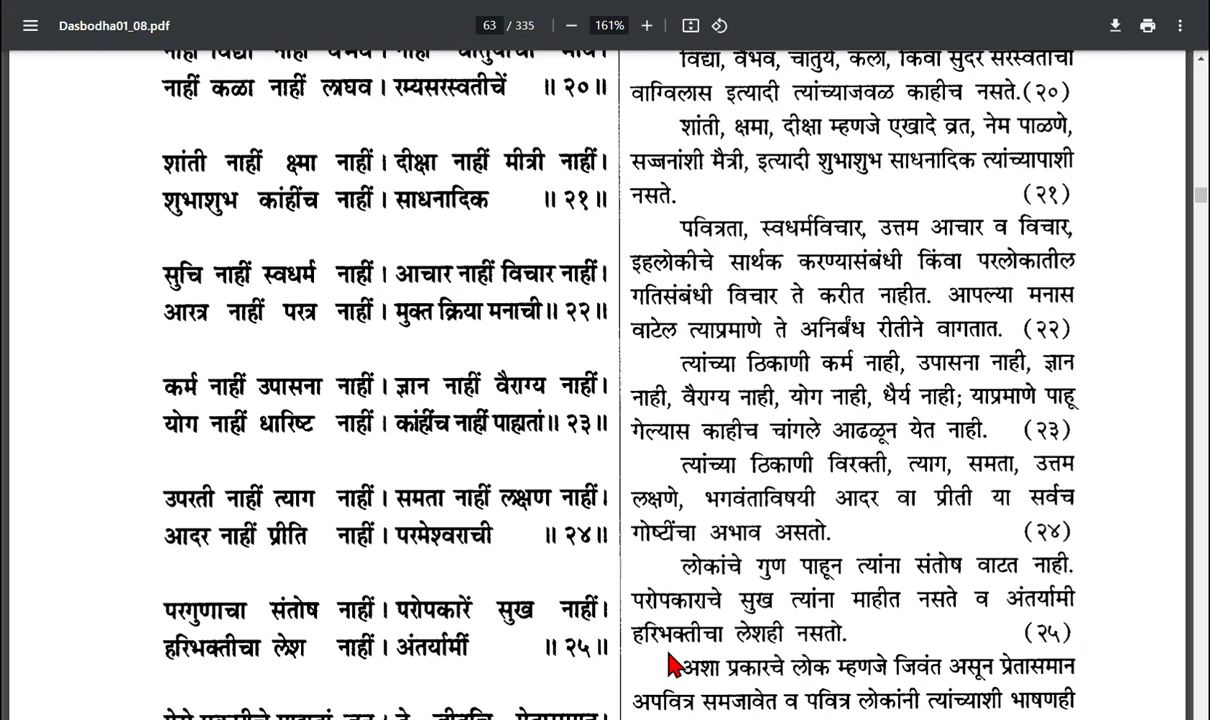 Dasbodha01_08.pdf
63 / 335
161%
नाहीं कळा नाहीं लाघव । रम्यसरस्वतीचें ॥ २० ॥
शांती नाहीं क्ष्मा नाहीं । दीक्षा नाहीं मीत्री नाहीं ।
शुभाशुभ कांहींच नाहीं । साधनादिक ॥ २१ ॥
सुचि नाहीं स्वधर्म नाहीं । आचार नाहीं विचार नाहीं ।
आरत्र नाहीं परत्र नाहीं । मुक्त क्रिया मनाची ॥ २२ ॥
कर्म नाहीं उपासना नाहीं । ज्ञान नाहीं वैराग्य नाहीं ।
योग नाहीं धारिष्ट नाहीं । कांहींच नाहीं पाहातां ॥ २३ ॥
उपरती नाहीं त्याग नाहीं । समता नाहीं लक्षण नाहीं ।
आदर नाहीं प्रीति नाहीं । परमेश्वराची ॥ २४ ॥
परगुणाचा संतोष नाहीं । परोपकारें सुख नाहीं ।
हरिभक्तीचा लेश नाहीं । अंतर्यामीं ॥ २५ ॥
विद्या, वैभव, चातुर्य, कला, किंवा सुंदर सरस्वतीचा
वाग्विलास इत्यादी त्यांच्याजवळ काहीच नसते.(२०)
शांती, क्षमा, दीक्षा म्हणजे एखादे व्रत, नेम पाळणे,
सज्जनांशी मैत्री, इत्यादी शुभाशुभ साधनादिक त्यांच्यापाशी
नसते. (२१)
पवित्रता, स्वधर्मविचार, उत्तम आचार व विचार,
इहलोकीचे सार्थक करण्यासंबंधी किंवा परलोकातील
गतिसंबंधी विचार ते करीत नाहीत. आपल्या मनास
वाटेल त्याप्रमाणे ते अनिर्बंध रीतीने वागतात. (२२)
त्यांच्या ठिकाणी कर्म नाही, उपासना नाही, ज्ञान
नाही, वैराग्य नाही, योग नाही, धैर्य नाही; याप्रमाणे पाहू
गेल्यास काहीच चांगले आढळून येत नाही. (२३)
त्यांच्या ठिकाणी विरक्ती, त्याग, समता, उत्तम
लक्षणे, भगवंताविषयी आदर वा प्रीती या सर्वच
गोष्टींचा अभाव असतो. (२४)
लोकांचे गुण पाहून त्यांना संतोष वाटत नाही.
परोपकाराचे सुख त्यांना माहीत नसते व अंतर्यामी
हरिभक्तीचा लेशही नसतो. (२५)
अशा प्रकारचे लोक म्हणजे जिवंत असून प्रेतासमान
अपवित्र समजावेत व पवित्र लोकांनी त्यांच्याशी भाषणही